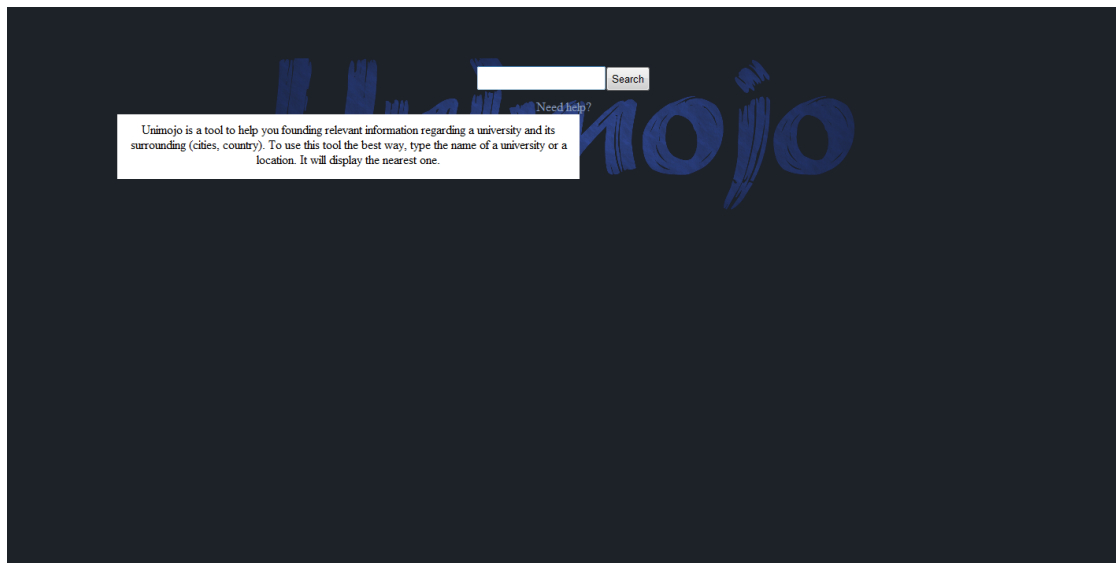 Unimojo
Search
Need help?
Unimojo is a tool to help you founding relevant information regarding a university and its
surrounding (cities, country). To use this tool the best way, type the name of a university or a
location. It will display the nearest one.